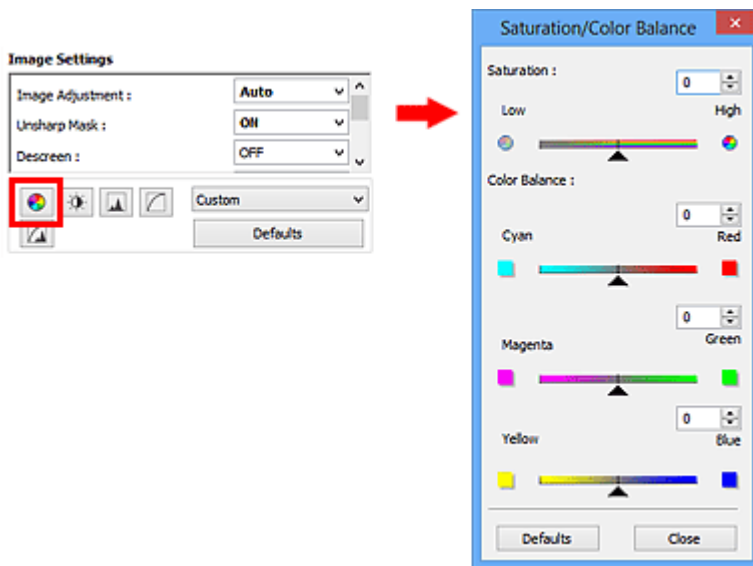 Image Settings
Image Adjustment :
Auto
Unsharp Mask :
ON
Descreen :
OFF
Custom
Defaults
Saturation/Color Balance
Saturation :
0
Low
High
Color Balance :
0
Cyan
Red
0
Magenta
Green
0
Yellow
Blue
Defaults
Close